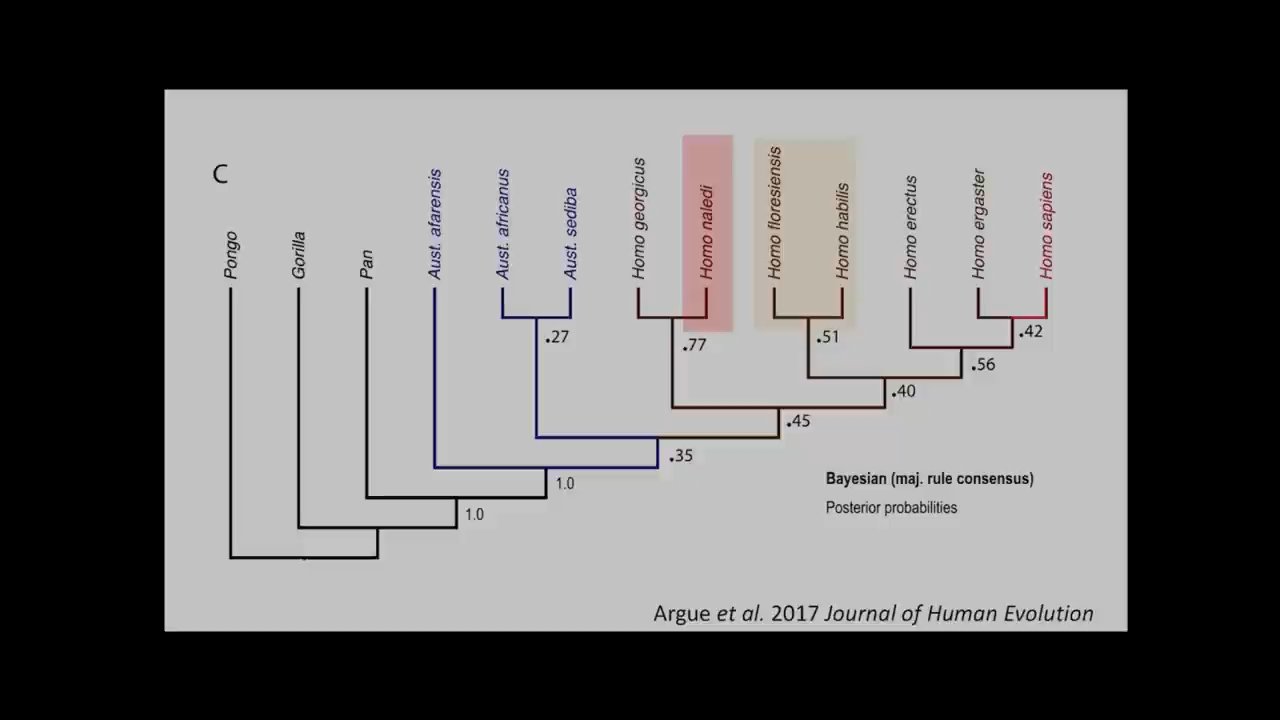 C
Pongo
Gorilla
Pan
Aust. afarensis
Aust. africanus
Aust. sediba
Homo georgicus
Homo naledi
Homo floresiensis
Homo habilis
Homo erectus
Homo ergaster
Homo sapiens
.27
.77
.51
.42
.56
.40
.45
.35
1.0
1.0
Bayesian (maj. rule consensus)
Posterior probabilities
Argue et al. 2017 Journal of Human Evolution